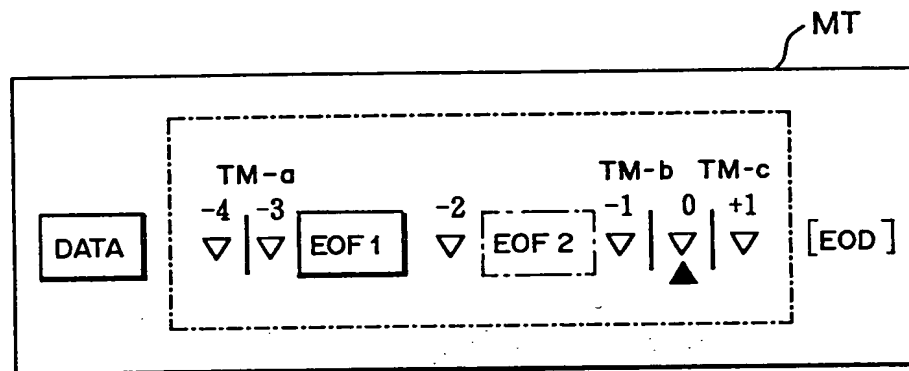 MT
TM-a TM-b TM-c
-4 -3 -2 -1 0 +1
DATA EOF 1 EOF 2 [EOD]